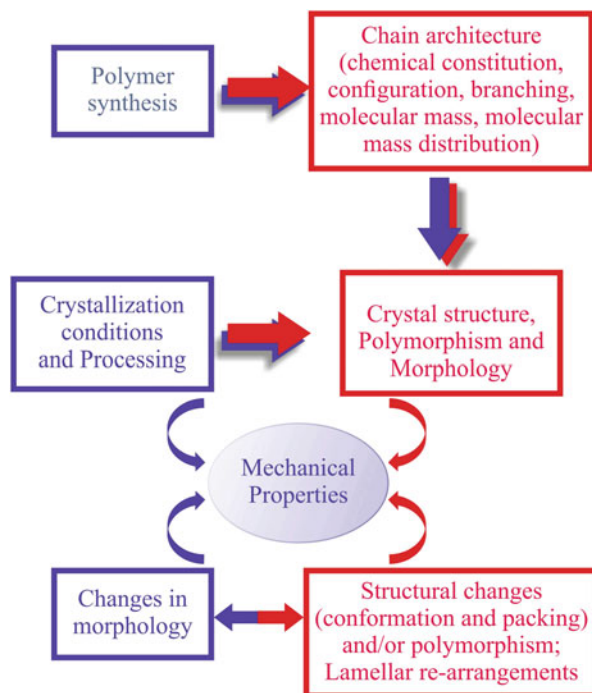 Polymer
synthesis
Chain architecture
(chemical constitution,
configuration, branching,
molecular mass, molecular
mass distribution)
Crystallization
conditions
and Processing
Crystal structure,
Polymorphism and
Morphology
Mechanical
Properties
Changes in
morphology
Structural changes
(conformation and packing)
and/or polymorphism;
Lamellar re-arrangements